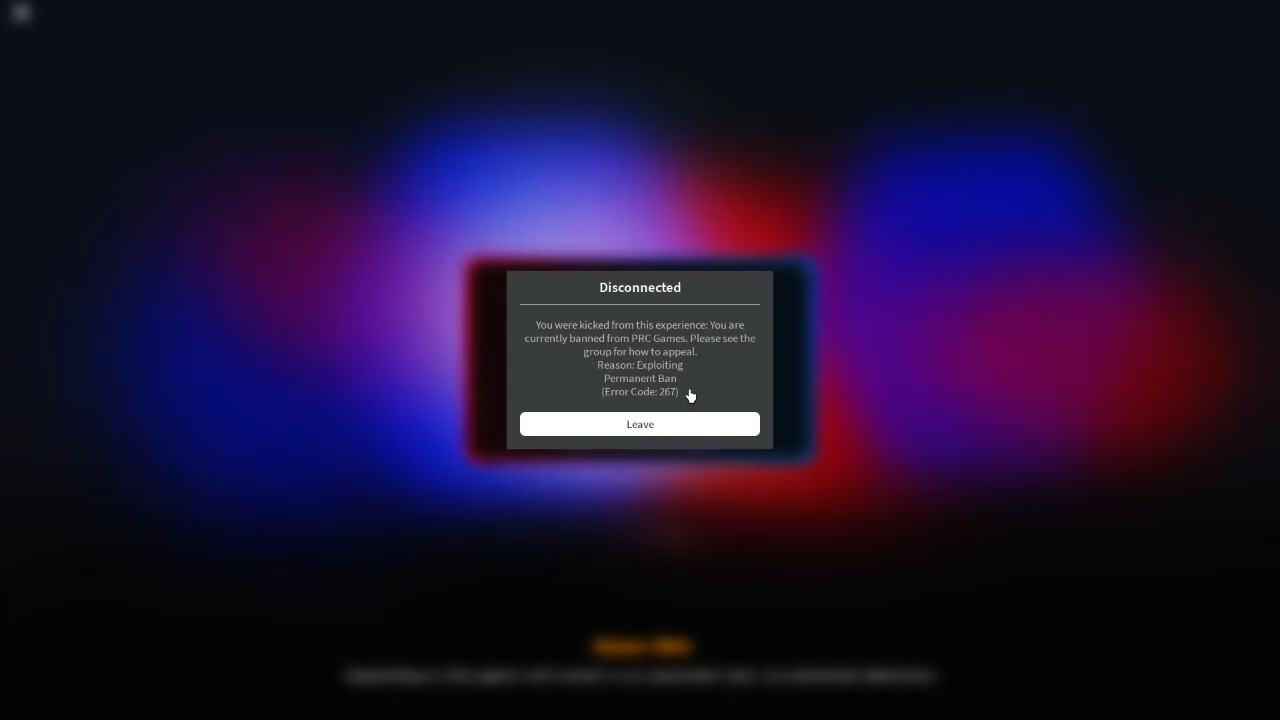 Disconnected
You were kicked from this experience: You are
currently banned from PRC Games. Please see the
group for how to appeal.
Reason: Exploiting
Permanent Ban
(Error Code: 267)
Leave